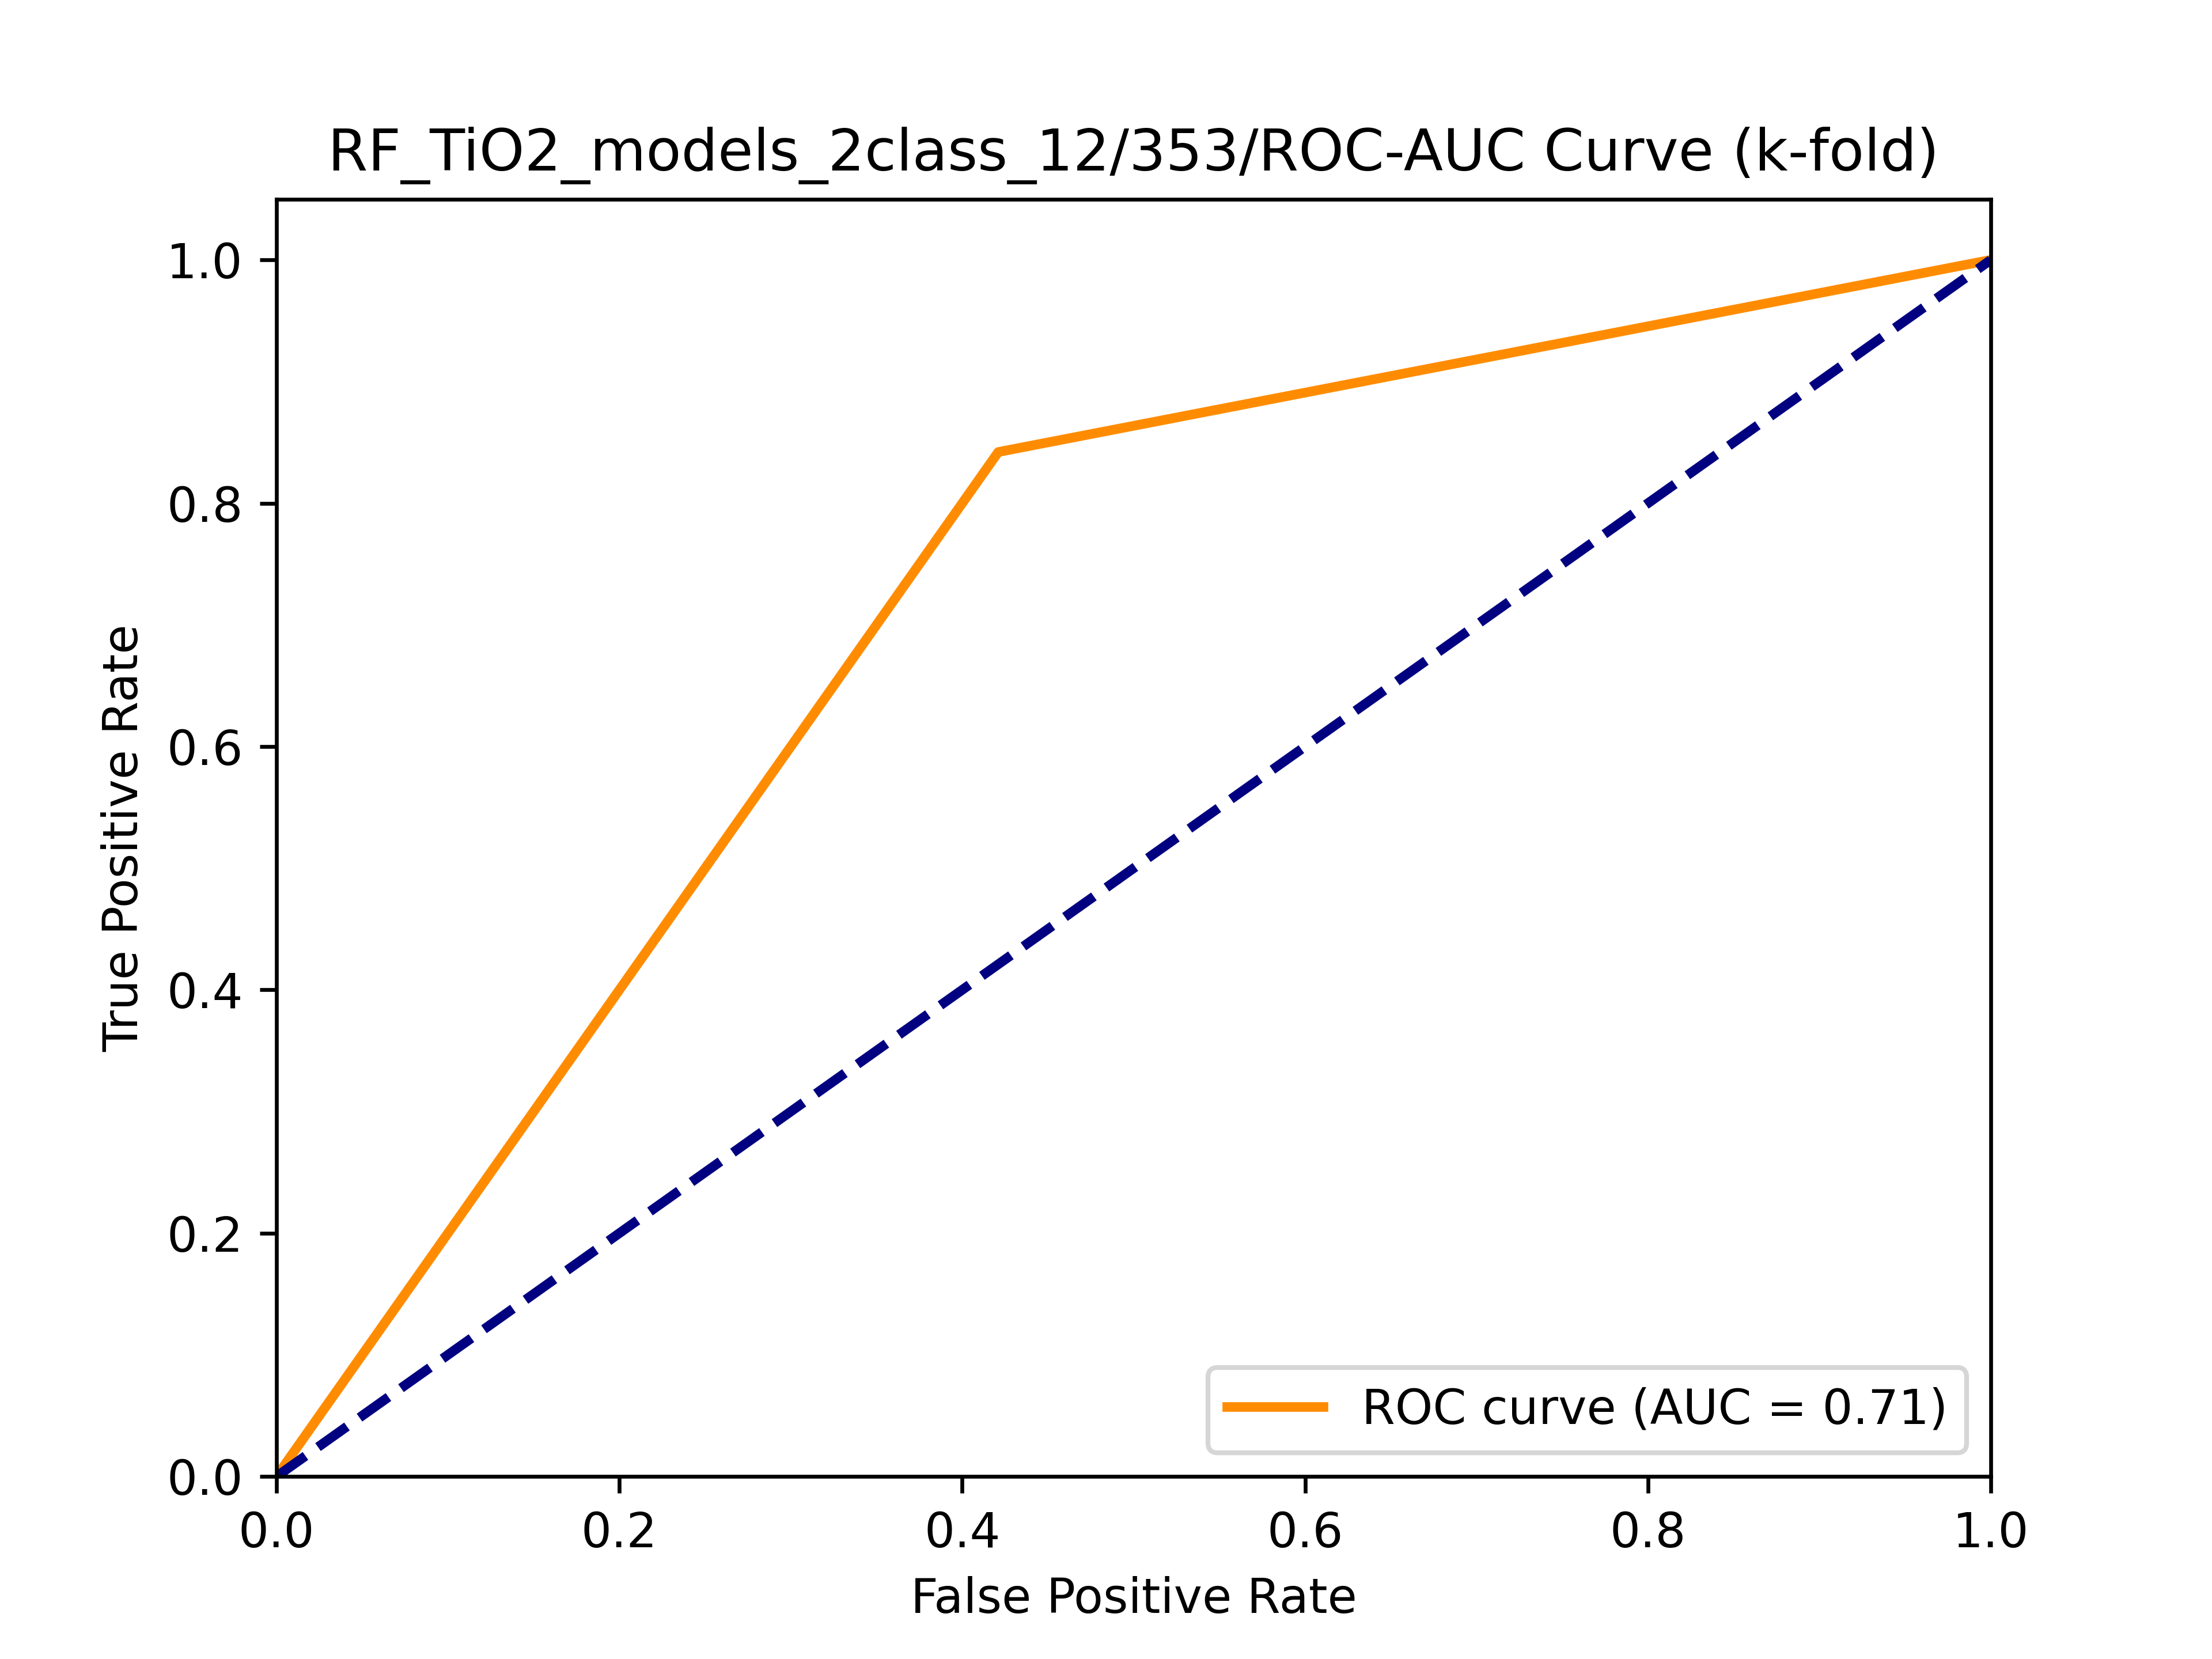 RF_TiO2_models_2class_12/353/ROC-AUC Curve (k-fold)
True Positive Rate
1.0
0.8
0.6
0.4
0.2
0.0
ROC curve (AUC = 0.71)
0.0 0.2 0.4 0.6 0.8 1.0
False Positive Rate